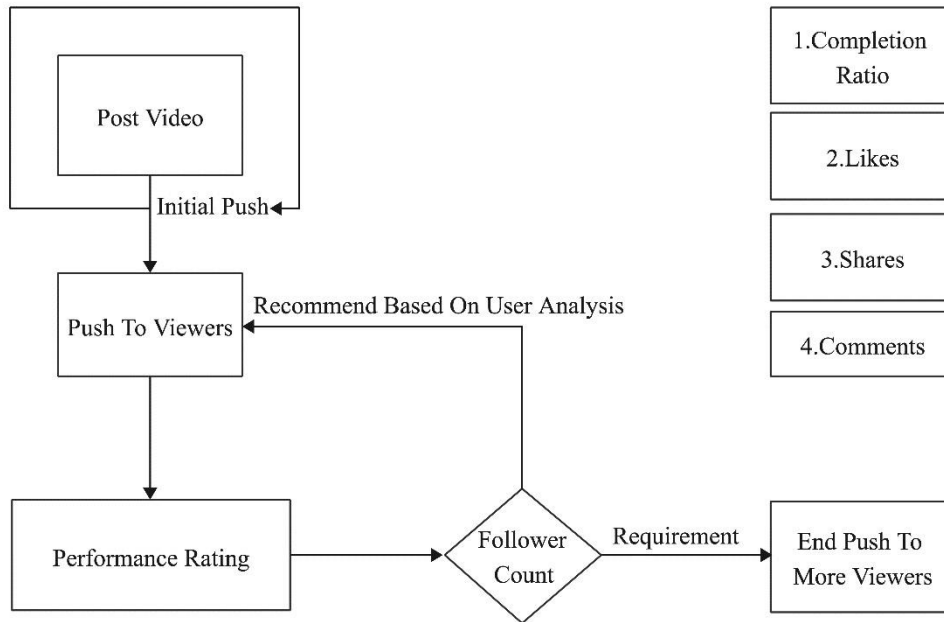 Post Video
Initial Push
Push To Viewers
Recommend Based On User Analysis
Performance Rating
Follower
Count
Requirement
End Push To
More Viewers
1.Completion
Ratio
2.Likes
3.Shares
4.Comments